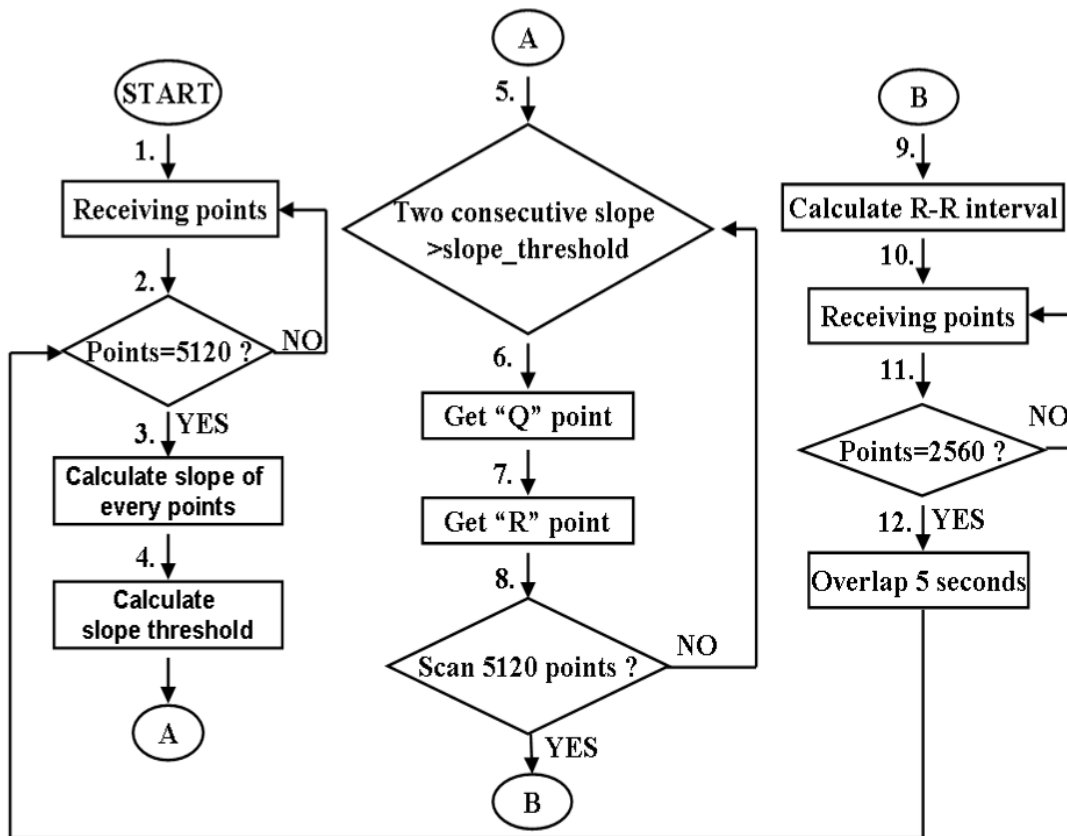 START
1.
Receiving points
2.
Points=5120 ?
NO
3.
YES
Calculate slope of
every points
4.
Calculate
slope threshold
A
A
5.
Two consecutive slope
>slope_threshold
6.
Get “Q” point
7.
Get “R” point
8.
Scan 5120 points ?
NO
YES
B
B
9.
Calculate R-R interval
10.
Receiving points
11.
Points=2560 ?
NO
12.
YES
Overlap 5 seconds